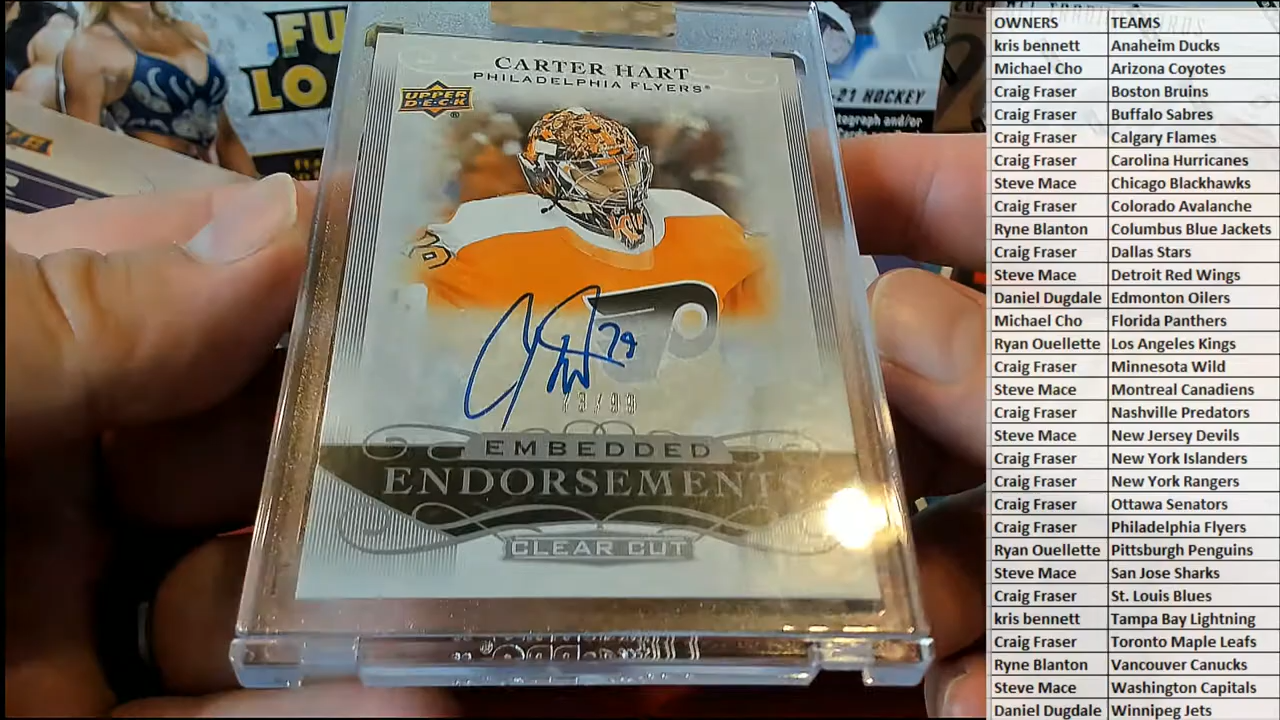 FU
LO
-21 HOCKEY
CARTER HART
PHILADELPHIA FLYERS
UPPER
DECK
79
/99
EMBEDDED
ENDORSEMENTS
CLEAR CUT
OWNERS TEAMS
kris bennett Anaheim Ducks
Michael Cho Arizona Coyotes
Craig Fraser Boston Bruins
Craig Fraser Buffalo Sabres
Craig Fraser Calgary Flames
Craig Fraser Carolina Hurricanes
Steve Mace Chicago Blackhawks
Craig Fraser Colorado Avalanche
Ryne Blanton Columbus Blue Jackets
Craig Fraser Dallas Stars
Steve Mace Detroit Red Wings
Daniel Dugdale Edmonton Oilers
Michael Cho Florida Panthers
Ryan Ouellette Los Angeles Kings
Craig Fraser Minnesota Wild
Steve Mace Montreal Canadiens
Craig Fraser Nashville Predators
Steve Mace New Jersey Devils
Craig Fraser New York Islanders
Craig Fraser New York Rangers
Craig Fraser Ottawa Senators
Craig Fraser Philadelphia Flyers
Ryan Ouellette Pittsburgh Penguins
Steve Mace San Jose Sharks
Craig Fraser St. Louis Blues
kris bennett Tampa Bay Lightning
Craig Fraser Toronto Maple Leafs
Ryne Blanton Vancouver Canucks
Steve Mace Washington Capitals
Daniel Dugdale Winnipeg Jets